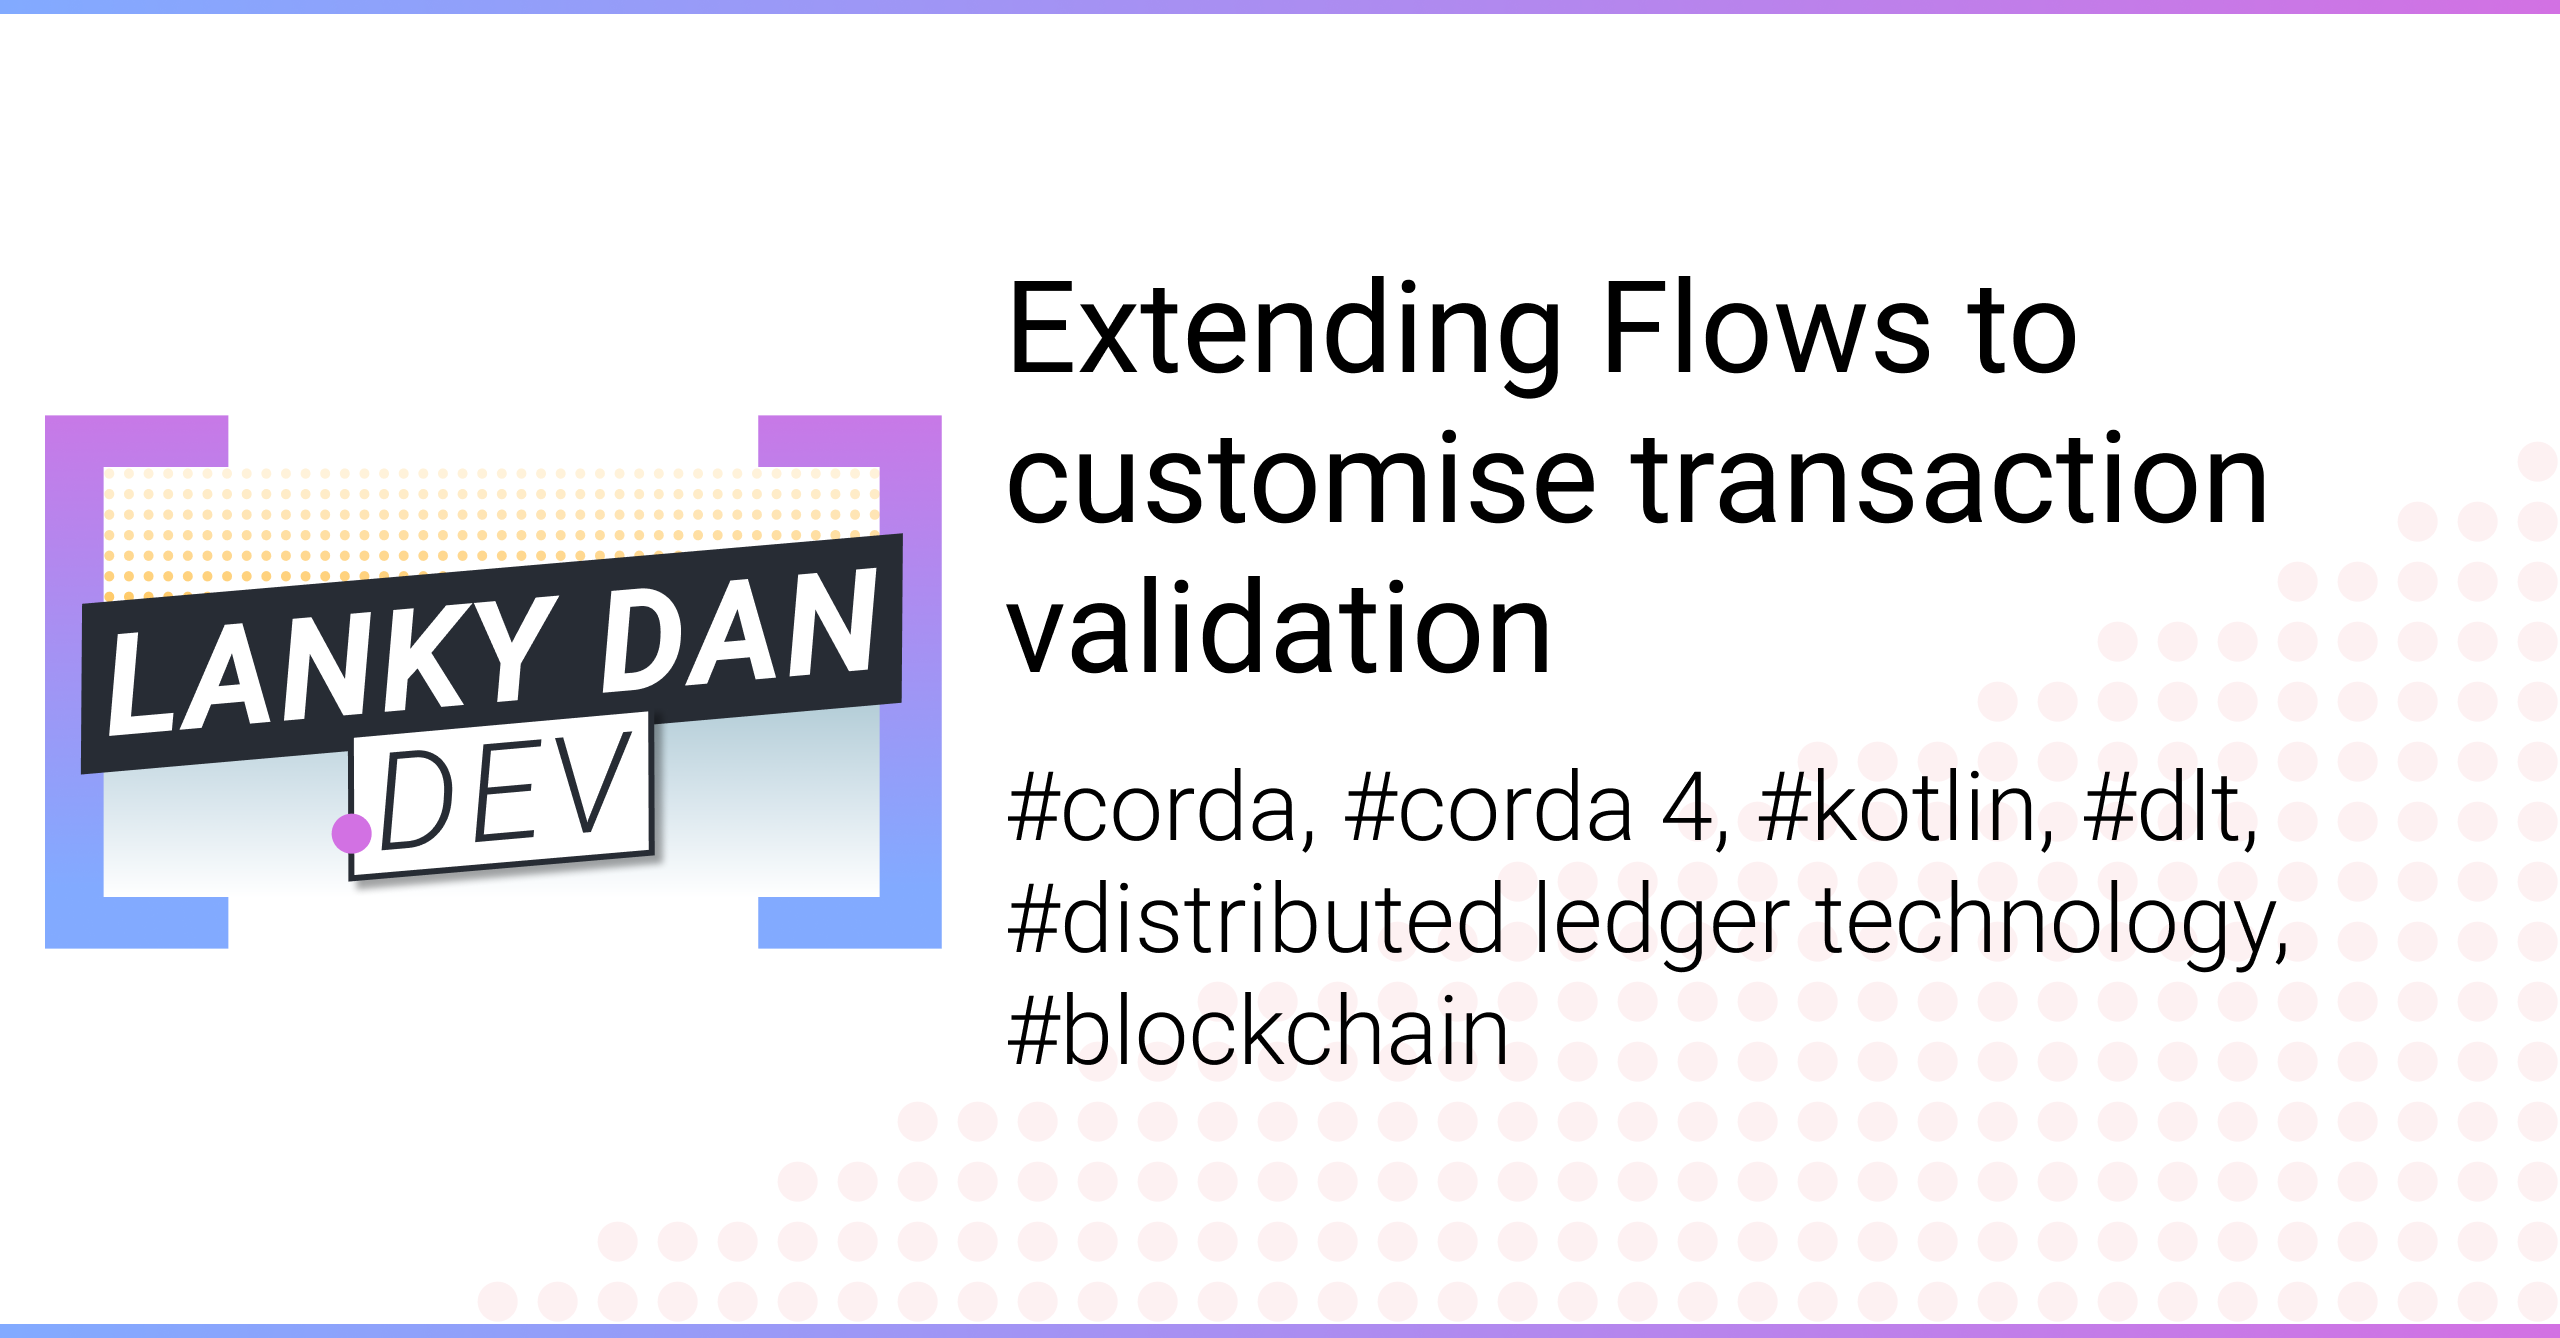 LANKY DAN
.DEV
Extending Flows to
customise transaction
validation
#corda, #corda 4, #kotlin, #dlt,
#distributed ledger technology,
#blockchain